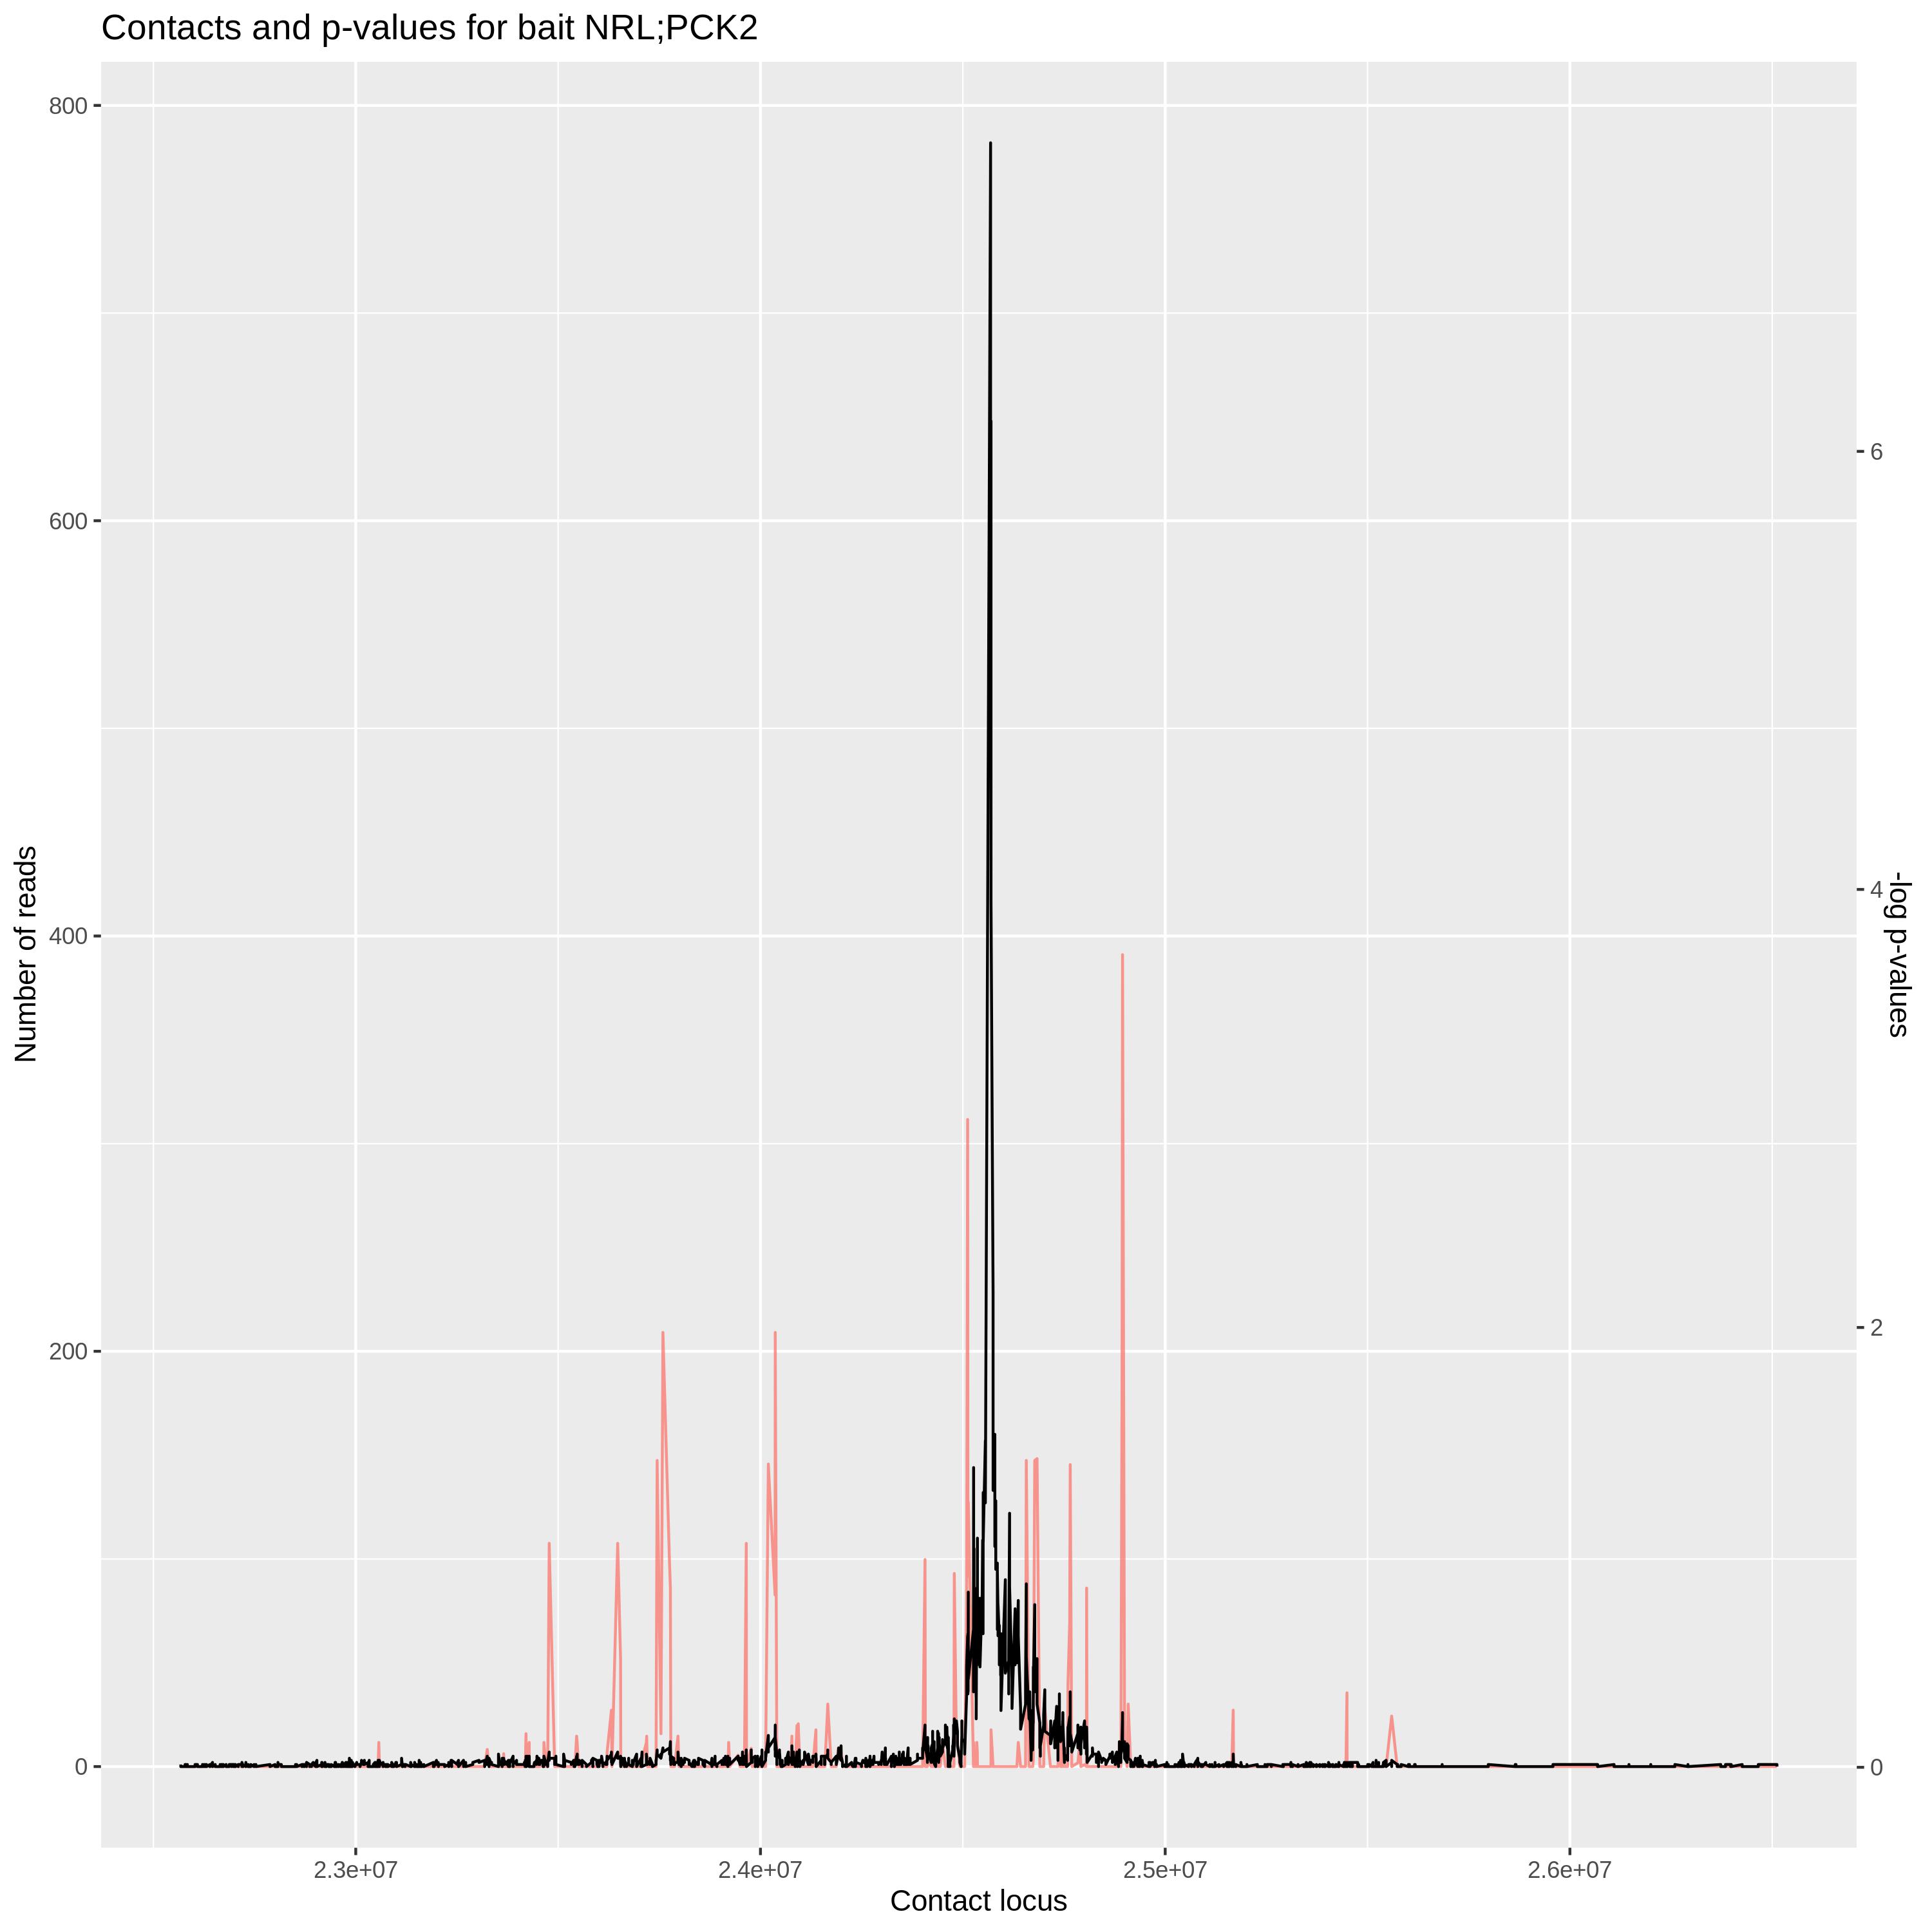 Contacts and p-values for bait NRL;PCK2
800
600
400
200
0
Number of reads
6
4
2
0
-log p-values
2.3e+07
2.4e+07
2.5e+07
2.6e+07
Contact locus